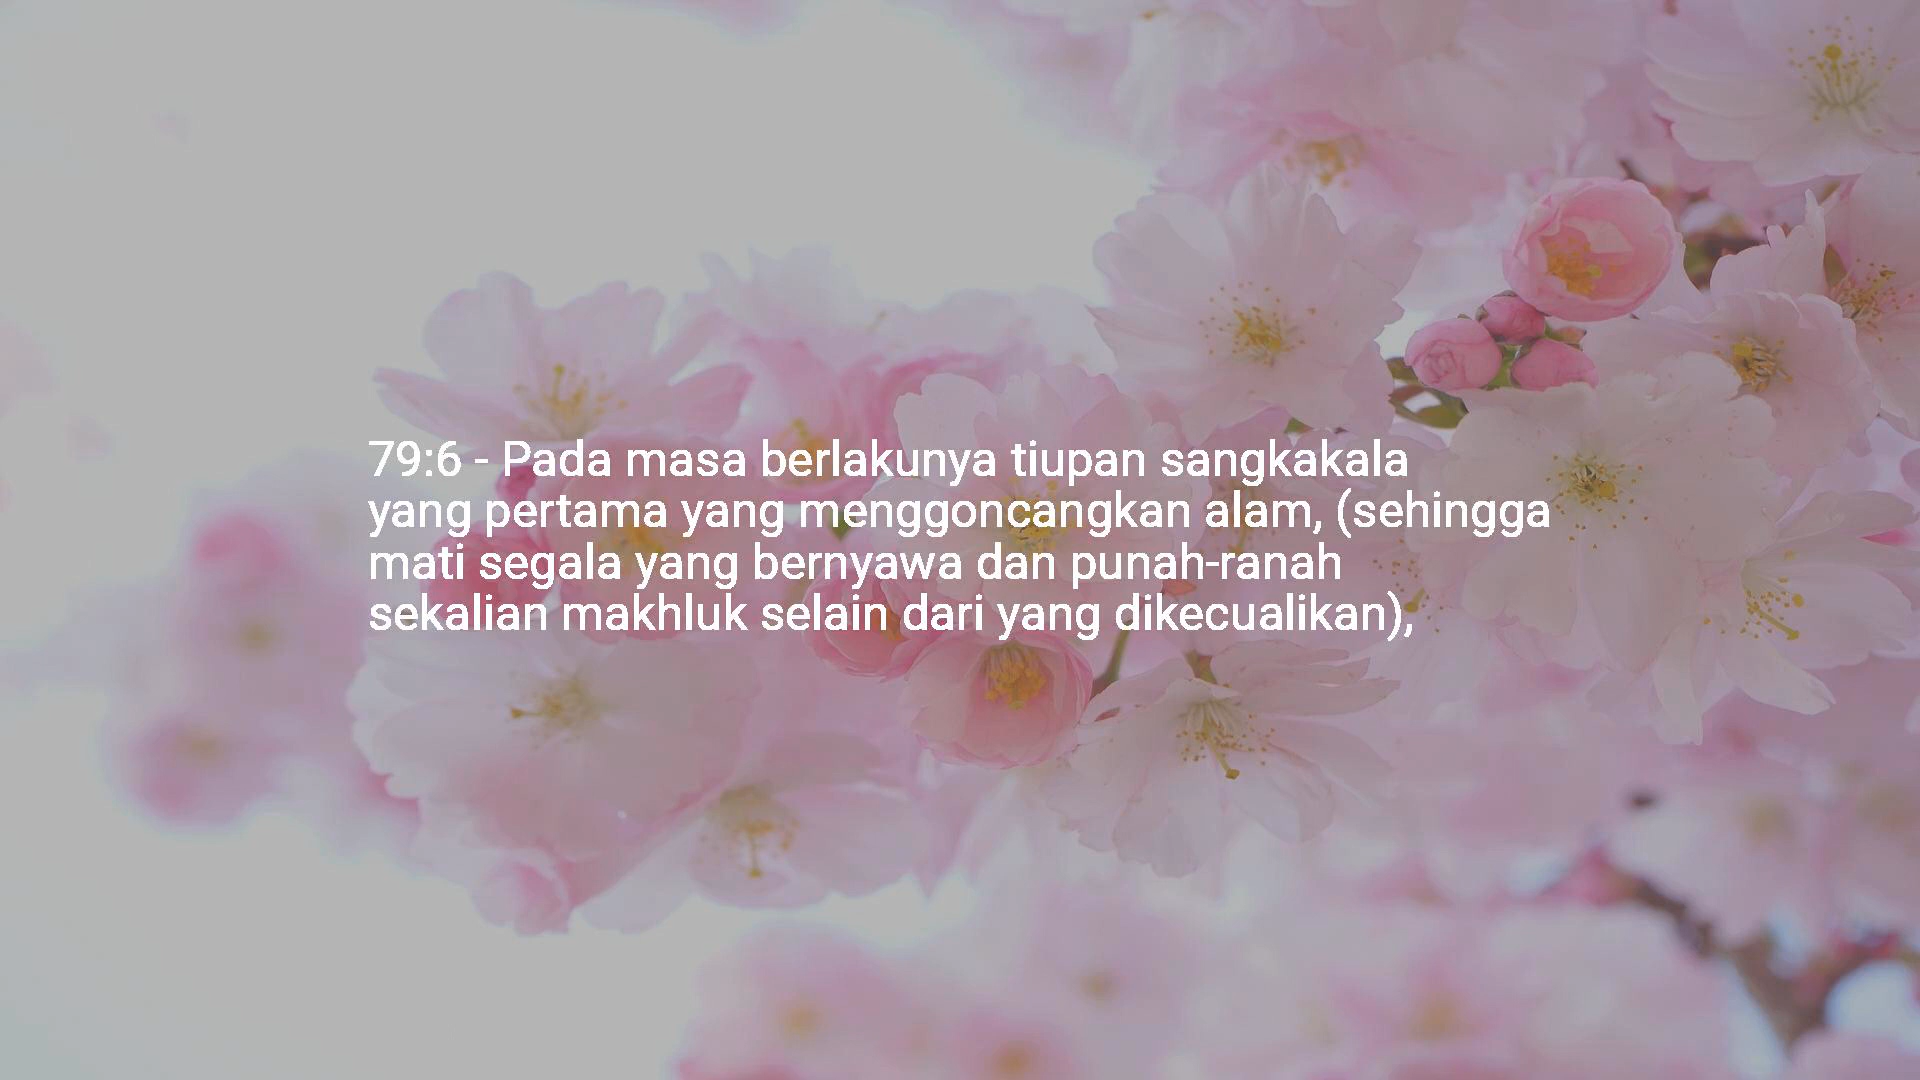 79:6 - Pada masa berlakunya tiupan sangkakala
yang pertama yang menggoncangkan alam, (sehingga
mati segala yang bernyawa dan punah-ranah
sekalian makhluk selain dari yang dikecualikan),